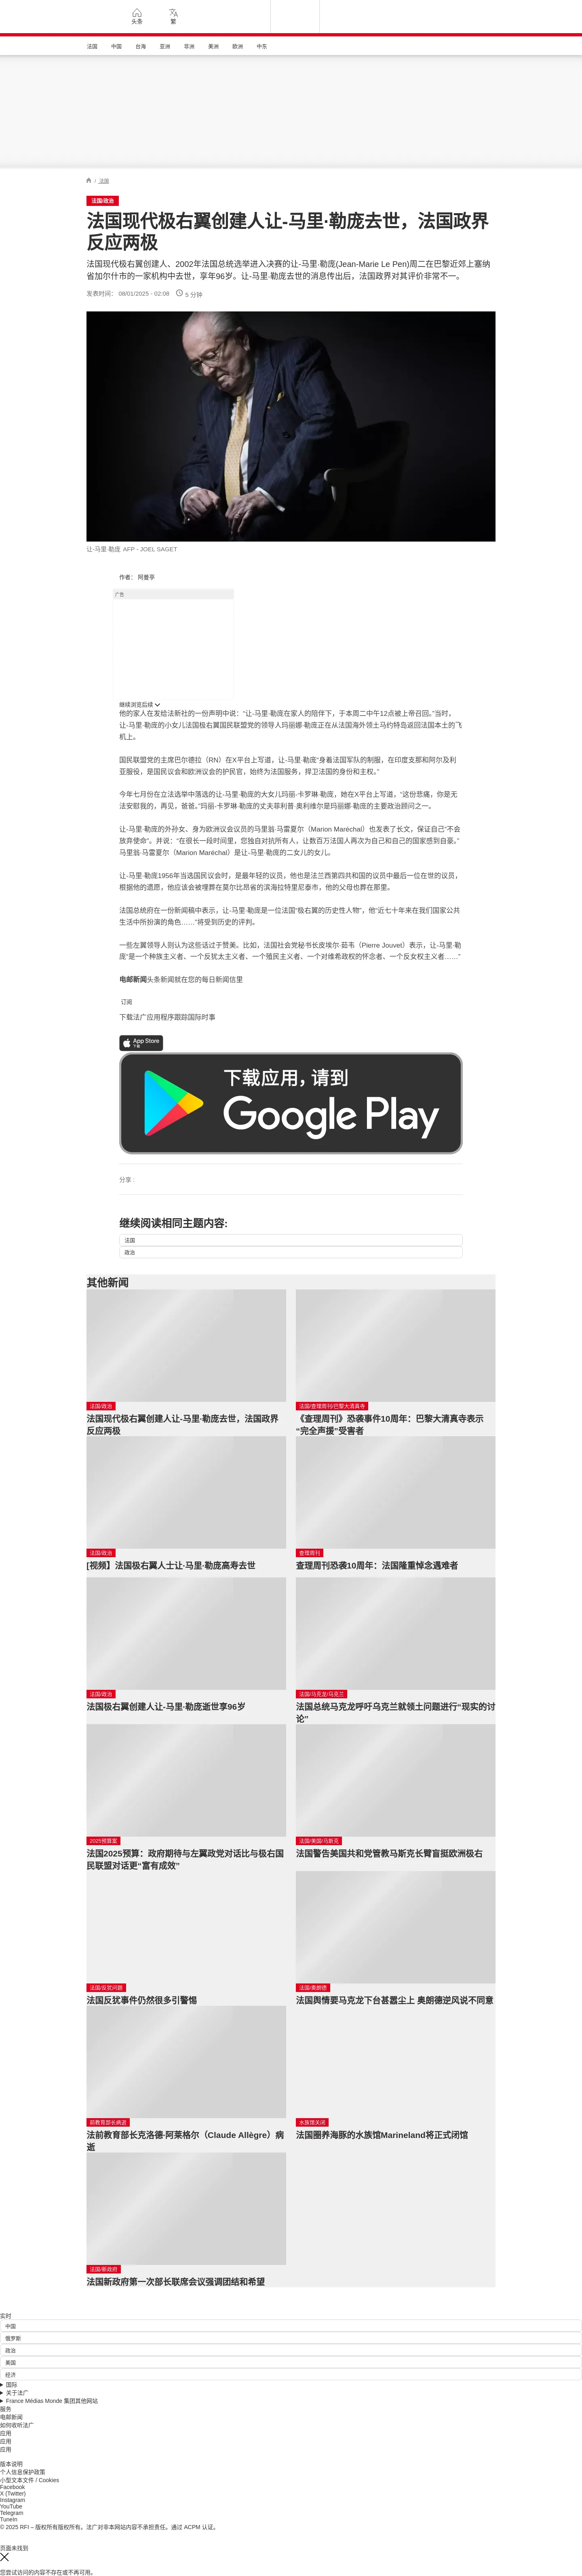 头条
繁
法国
中国
台海
亚洲
非洲
美洲
欧洲
中东
/ 法国
法国/政治
法国现代极右翼创建人让-马里·勒庞去世，法国政界
反应两极
法国现代极右翼创建人、2002年法国总统选举进入决赛的让-马里·勒庞(Jean-Marie Le Pen)周二在巴黎近郊上塞纳
省加尔什市的一家机构中去世，享年96岁。让-马里·勒庞去世的消息传出后，法国政界对其评价非常不一。
发表时间： 08/01/2025 - 02:08
5 分钟
让-马里·勒庞. AFP - JOEL SAGET
作者： 阿曼亭
广告
继续浏览后续
他的家人在发给法新社的一份声明中说：“让-马里·勒庞在家人的陪伴下，于本周二中午12点被上帝召回。”当时，
让-马里·勒庞的小女儿法国极右翼国民联盟党的领导人玛丽娜·勒庞正在从法国海外领土马约特岛返回法国本土的飞
机上。
国民联盟党的主席巴尔德拉（RN）在X平台上写道，让-马里·勒庞“身着法国军队的制服，在印度支那和阿尔及利
亚服役，是国民议会和欧洲议会的护民官，始终为法国服务，捍卫法国的身份和主权。”
今年七月份在立法选举中落选的让-马里·勒庞的大女儿玛丽-卡罗琳·勒庞，她在X平台上写道，“这份悲痛，你是无
法安慰我的，再见，爸爸。”玛丽-卡罗琳·勒庞的丈夫菲利普·奥利维尔是玛丽娜·勒庞的主要政治顾问之一。
让-马里·勒庞的外孙女、身为欧洲议会议员的马里翁·马雷夏尔（Marion Maréchal）也发表了长文，保证自己“不会
放弃使命”。并说：“在很长一段时间里，您独自对抗所有人，让数百万法国人再次为自己和自己的国家感到自豪。”
马里翁·马雷夏尔（Marion Maréchal）是让-马里·勒庞的二女儿的女儿。
让-马里·勒庞1956年当选国民议会时，是最年轻的议员，他也是法兰西第四共和国的议员中最后一位在世的议员，
根据他的遗愿，他应该会被埋葬在莫尔比昂省的滨海拉特里尼泰市，他的父母也葬在那里。
法国总统府在一份新闻稿中表示，让-马里·勒庞是一位法国“极右翼的历史性人物”，他“近七十年来在我们国家公共
生活中所扮演的角色……”将受到历史的评判。
一些左翼领导人则认为这些话过于赞美。比如，法国社会党秘书长皮埃尔·茹韦（Pierre Jouvet）表示，让-马里·勒
庞“是一个种族主义者、一个反犹太主义者、一个殖民主义者、一个对维希政权的怀念者、一个反女权主义者……”
电邮新闻头条新闻就在您的每日新闻信里
订阅
下载法广应用程序跟踪国际时事
App Store
下载
下载应用，请到
Google Play
分享 :
继续阅读相同主题内容:
法国
政治
其他新闻
法国/政治
法国现代极右翼创建人让-马里·勒庞去世，法国政界
反应两极
法国/查理周刊/巴黎大清真寺
《查理周刊》恐袭事件10周年：巴黎大清真寺表示
“完全声援”受害者
法国/政治
[视频】法国极右翼人士让·马里·勒庞高寿去世
查理周刊
查理周刊恐袭10周年：法国隆重悼念遇难者
法国/政治
法国极右翼创建人让-马里·勒庞逝世享96岁
法国/马克龙/乌克兰
法国总统马克龙呼吁乌克兰就领土问题进行“现实的讨
论”
2025预算案
法国2025预算：政府期待与左翼政党对话比与极右国
民联盟对话更“富有成效”
法国/美国/马斯克
法国警告美国共和党管教马斯克长臂盲挺欧洲极右
法国/反犹问题
法国反犹事件仍然很多引警惕
法国/奥朗德
法国舆情要马克龙下台甚嚣尘上 奥朗德逆风说不同意
前教育部长病逝
法前教育部长克洛德·阿莱格尔（Claude Allègre）病
逝
水族馆关闭
法国圈养海豚的水族馆Marineland将正式闭馆
法国/新政府
法国新政府第一次部长联席会议强调团结和希望
实时
中国
俄罗斯
政治
美国
经济
国际
关于法广
France Médias Monde 集团其他网站
服务
电邮新闻
如何收听法广
应用
应用
应用
版本说明
个人信息保护政策
小型文本文件 / Cookies
Facebook
X (Twitter)
Instagram
YouTube
Telegram
TuneIn
© 2025 RFI – 版权所有版权所有。法广对非本网站内容不承担责任。通过 ACPM 认证。
页面未找到
您尝试访问的内容不存在或不再可用。